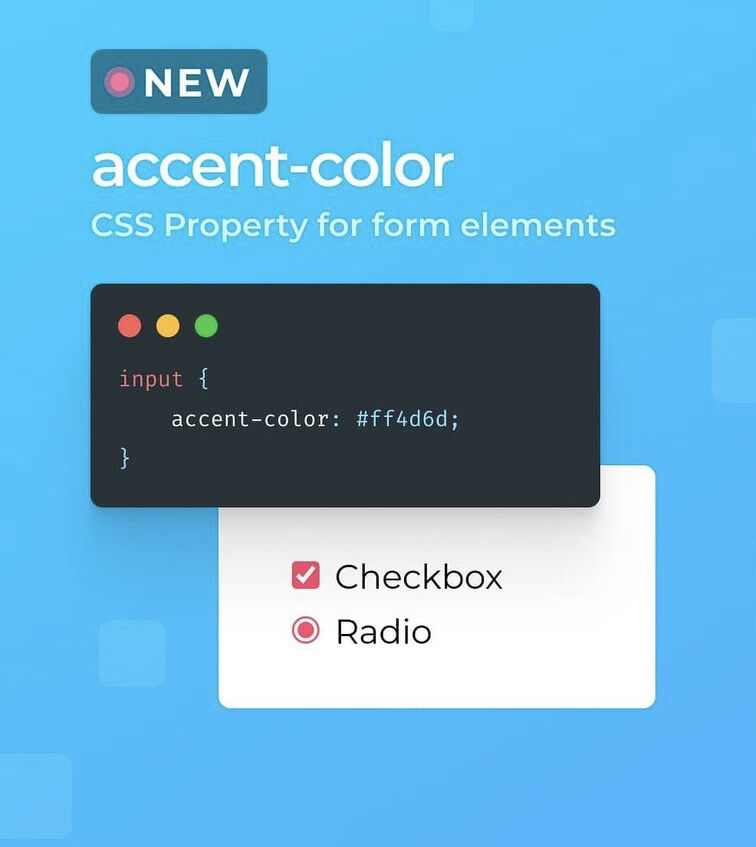 NEW
accent-color
CSS Property for form elements
input {
    accent-color: #ff4d6d;
}
Checkbox
Radio